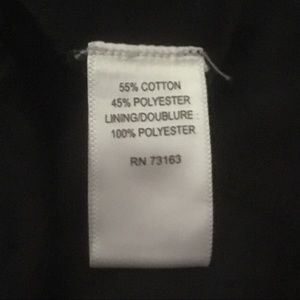 55% COTTON
45% POLYESTER
LINING/DOUBLURE :
100% POLYESTER
RN 73163